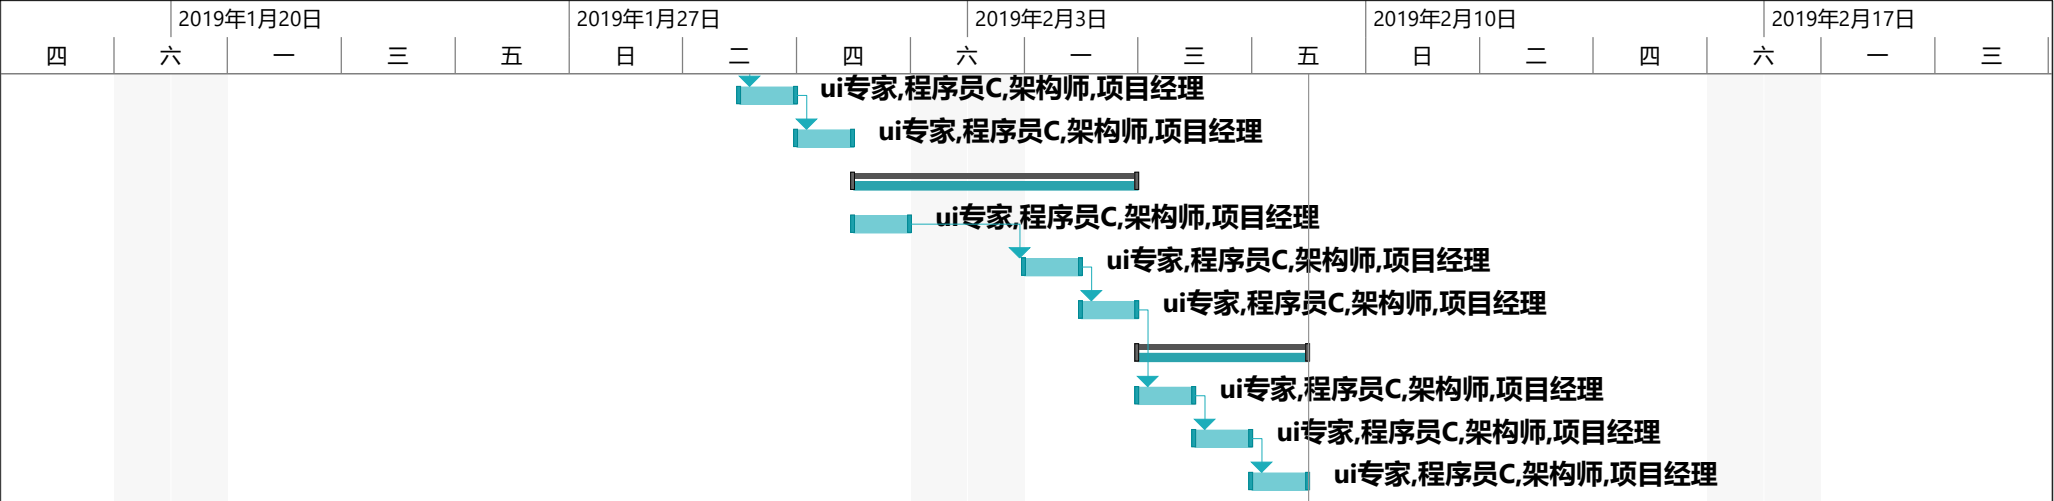 2019年1月20日 2019年1月27日 2019年2月3日 2019年2月10日 2019年2月17日
四 六 一 三 五 日 二 四 六 一 三 五 日 二 四 六 一 三
ui专家,程序员C,架构师,项目经理
ui专家,程序员C,架构师,项目经理
ui专家,程序员C,架构师,项目经理
ui专家,程序员C,架构师,项目经理
ui专家,程序员C,架构师,项目经理
ui专家,程序员C,架构师,项目经理
ui专家,程序员C,架构师,项目经理
ui专家,程序员C,架构师,项目经理